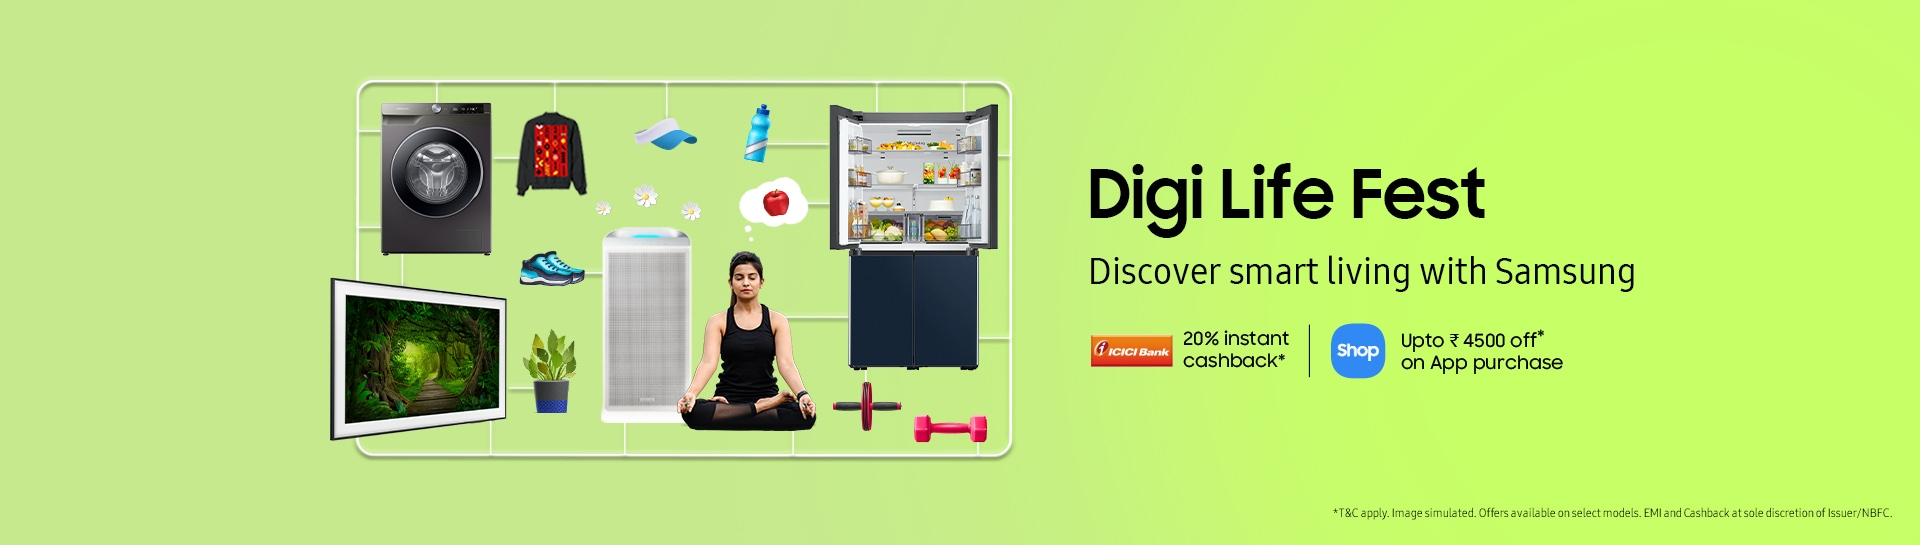 Digi Life Fest
Discover smart living with Samsung
ICICI Bank
20% instant
cashback*
Shop
Upto ₹ 4500 off*
on App purchase
*T&C apply. Image simulated. Offers available on select models. EMI and Cashback at sole discretion of Issuer/NBFC.